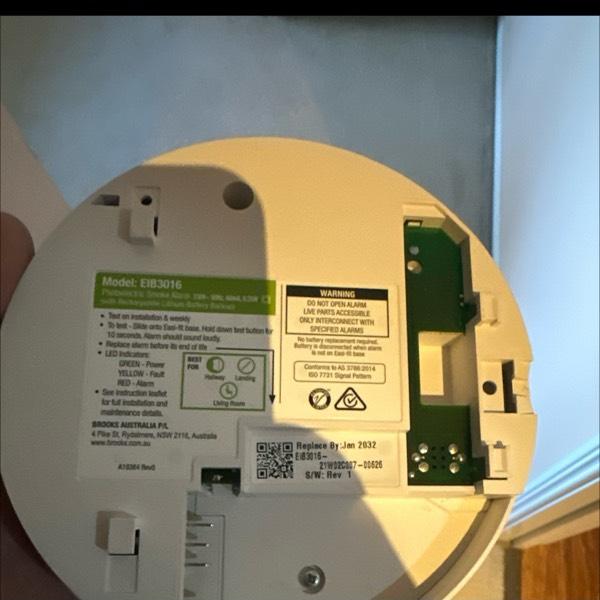 Model: EIB3016
Photoelectric Smoke Alarm 230V~ 50Hz, 60mA, 0.35W
(with Rechargeable Lithium Battery Backup)
• Test on installation & weekly
• To test - Slide onto Easi-fit base. Hold down test button for
10 seconds. Alarm should sound loudly.
• Replace alarm before its end of life
• LED Indicators:
GREEN - Power
YELLOW - Fault
RED - Alarm
• See instruction leaflet
for full installation and
maintenance details.
BEST
FOR
Hallway
Landing
Living Room
BROOKS AUSTRALIA P/L
4 Pike St, Rydalmere, NSW 2116, Australia
www.brooks.com.au
A10364 Rev0
WARNING
DO NOT OPEN ALARM
LIVE PARTS ACCESSIBLE
ONLY INTERCONNECT WITH
SPECIFIED ALARMS
No battery replacement required.
Battery is disconnected when alarm
is not on Easi-fit base
Conforms to AS 3786:2014
ISO 7731 Signal Pattern
Replace By:Jan 2032
EIB3016-
21W02C007-00626
S/W: Rev 1